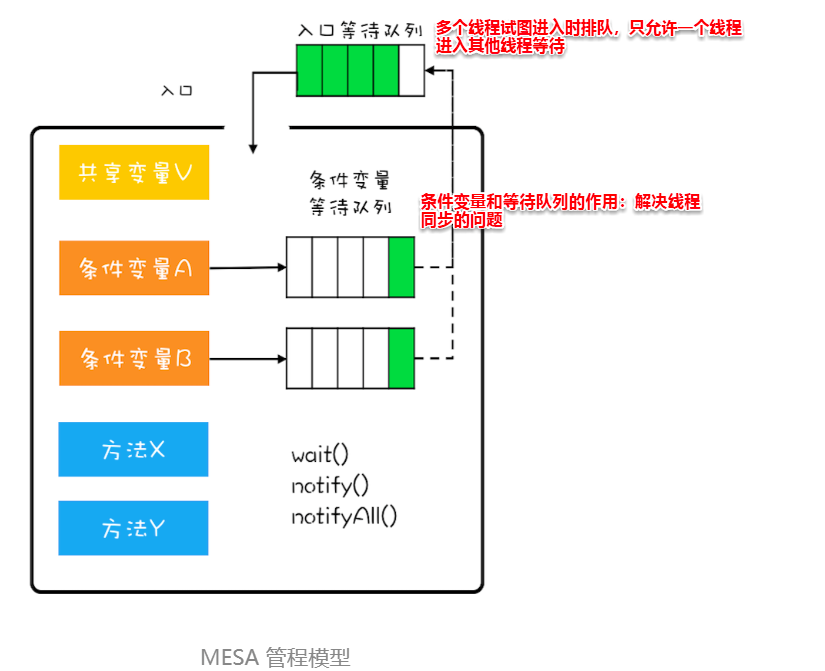 入口等待队列
多个线程试图进入时排队，只允许一个线程
进入其他线程等待
入口
共享变量V
条件变量
等待队列
条件变量和等待队列的作用：解决线程
同步的问题
条件变量A
条件变量B
方法X
wait()
notify()
notifyAll()
方法Y
MESA 管程模型